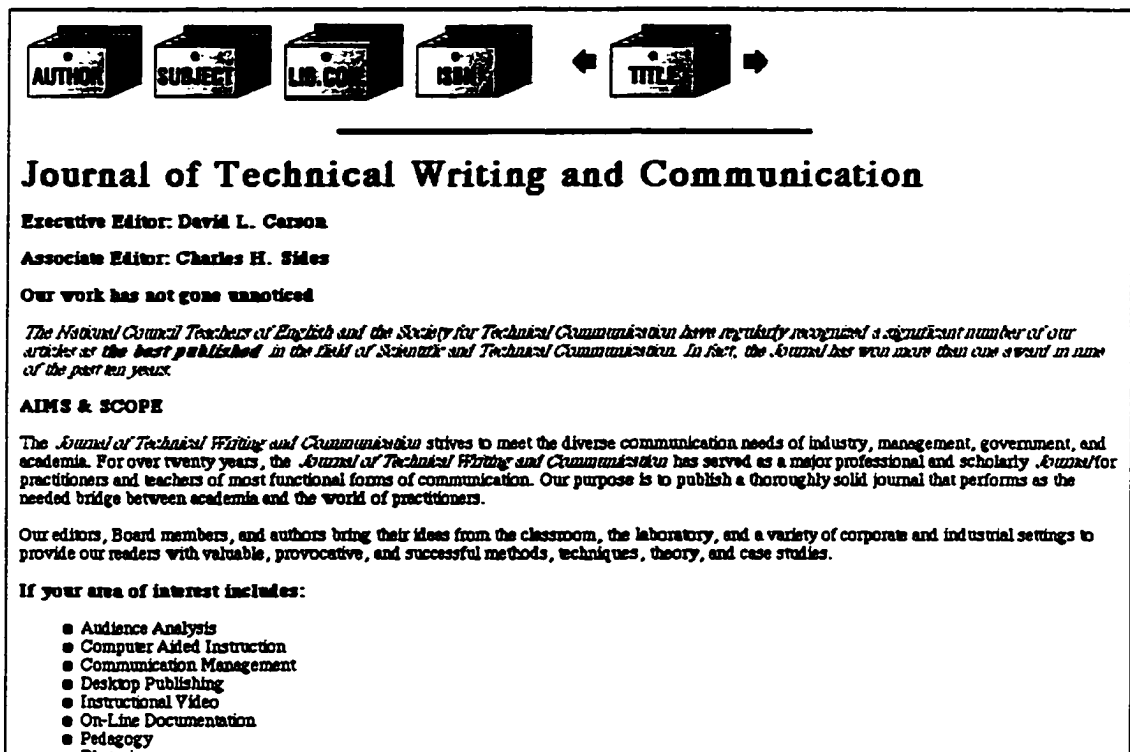 AUTHOR SUBJECT LIB.CON ISBN TITLE
Journal of Technical Writing and Communication
Executive Editor: David L. Carson
Associate Editor: Charles H. Sides
Our work has not gone unnoticed
The National Council Teachers of English and the Society for Technical Communication have regularly recognized a significant number of our
articles as the best published in the field of Scientific and Technical Communication. In fact, the Journal has won more than one award in nine
of the past ten years.
AIMS & SCOPE
The Journal of Technical Writing and Communication strives to meet the diverse communication needs of industry, management, government, and
academia. For over twenty years, the Journal of Technical Writing and Communication has served as a major professional and scholarly Journal for
practitioners and teachers of most functional forms of communication. Our purpose is to publish a thoroughly solid journal that performs as the
needed bridge between academia and the world of practitioners.
Our editors, Board members, and authors bring their ideas from the classroom, the laboratory, and a variety of corporate and industrial settings to
provide our readers with valuable, provocative, and successful methods, techniques, theory, and case studies.
If your area of interest includes:
Audience Analysis
Computer Aided Instruction
Communication Management
Desktop Publishing
Instructional Video
On-Line Documentation
Pedagogy